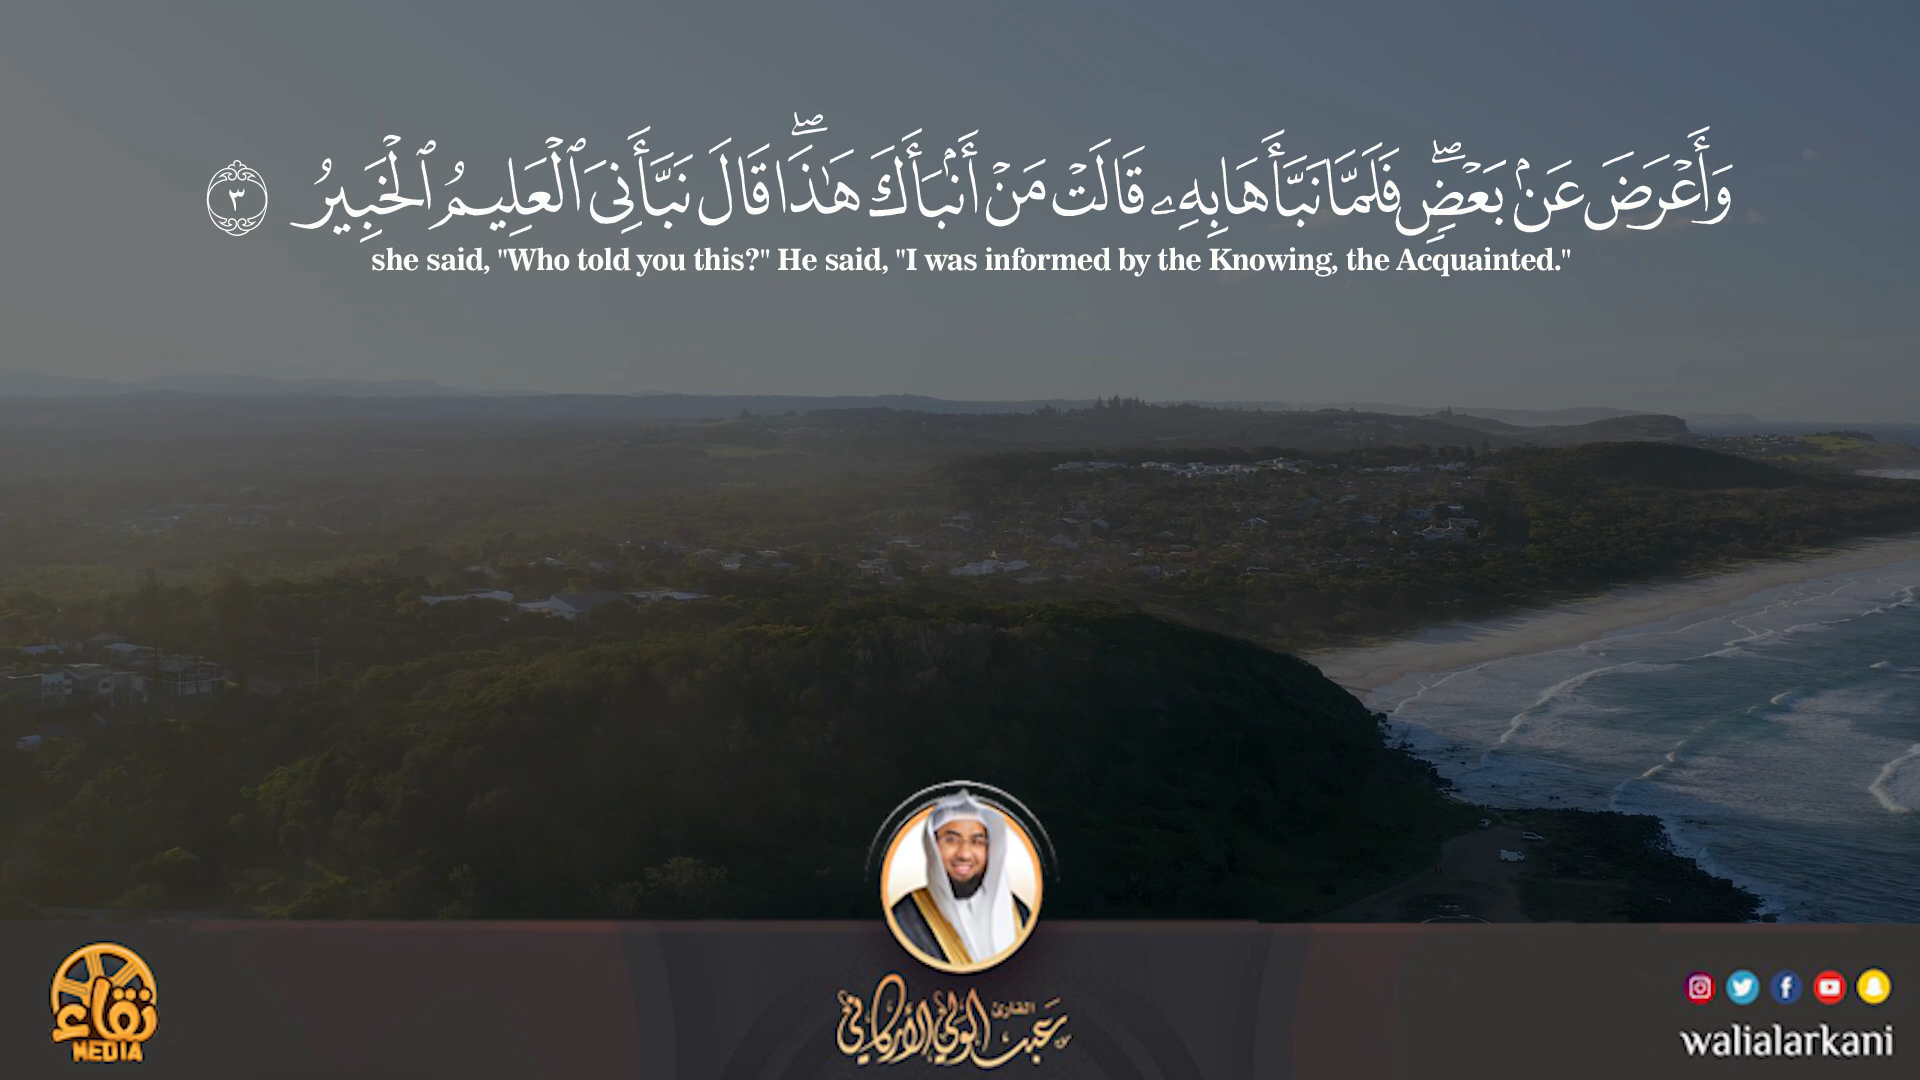 وَأَعْرَضَ عَنۢ بَعْضٍۖ فَلَمَّا نَبَّأَهَا بِهِۦ قَالَتْ مَنْ أَنۢبَأَكَ هَٰذَاۖ قَالَ نَبَّأَنِىَ ٱلْعَلِيمُ ٱلْخَبِيرُ ٣
she said, "Who told you this?" He said, "I was informed by the Knowing, the Acquainted."
نقاء
MEDIA
القارئ
عبد الولي الأركاني
walialarkani